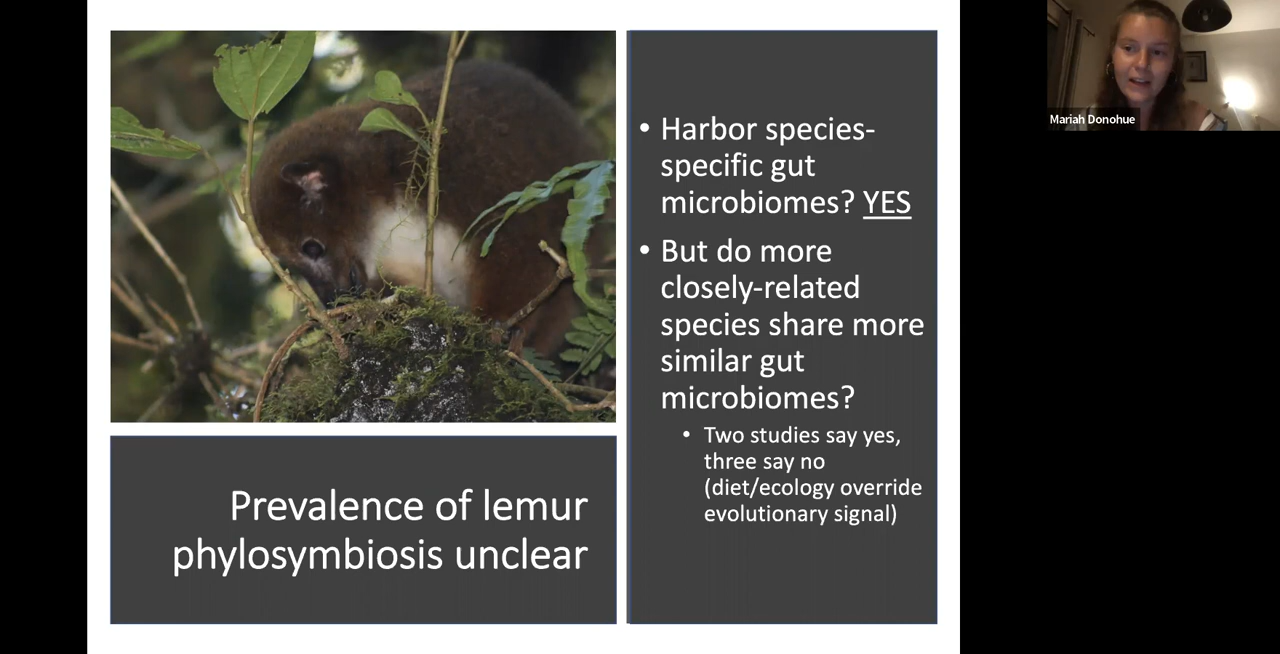 • Harbor species-
specific gut
microbiomes? YES
• But do more
closely-related
species share more
similar gut
microbiomes?
• Two studies say yes,
three say no
(diet/ecology override
evolutionary signal)
Prevalence of lemur
phylosymbiosis unclear
Mariah Donohue